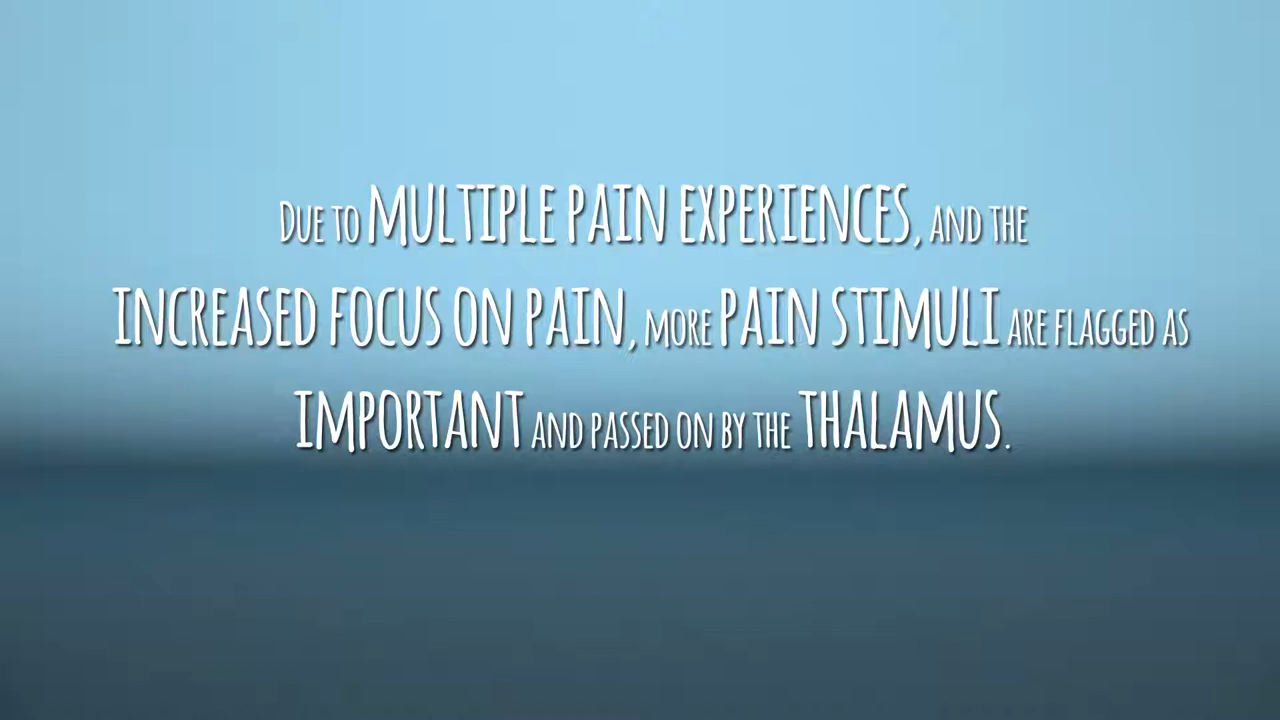 Due to MULTIPLE PAIN EXPERIENCES, AND THE
INCREASED FOCUS ON PAIN, MORE PAIN STIMULI ARE FLAGGED AS
IMPORTANT AND PASSED ON BY THE THALAMUS.